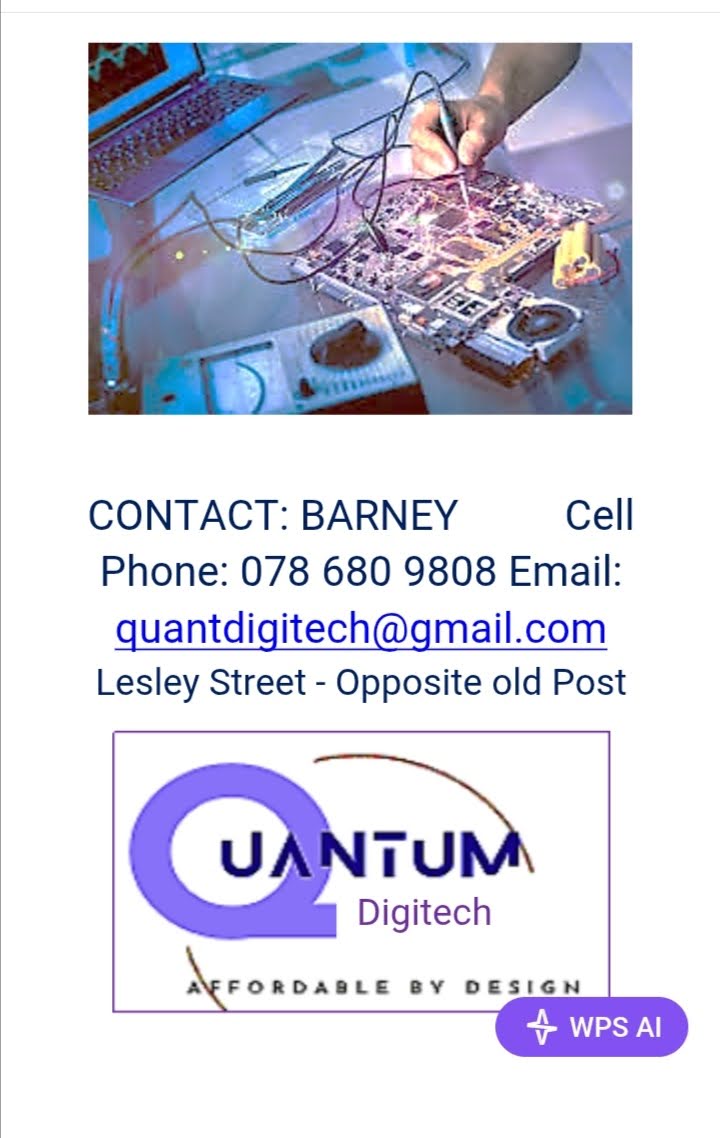 CONTACT: BARNEY Cell
Phone: 078 680 9808 Email:
quantdigitech@gmail.com
Lesley Street - Opposite old Post
QUANTUM
Digitech
AFFORDABLE BY DESIGN
WPS AI